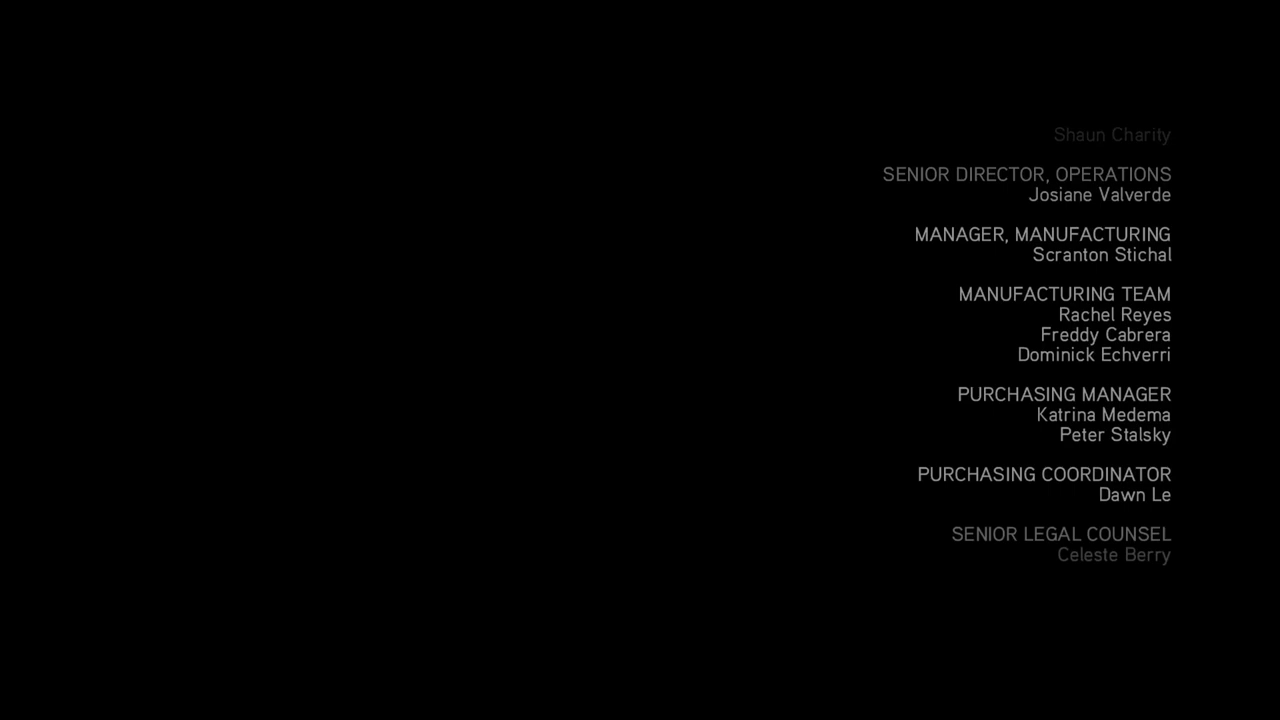 Shaun Charity
SENIOR DIRECTOR, OPERATIONS
Josiane Valverde
MANAGER, MANUFACTURING
Scranton Stichal
MANUFACTURING TEAM
Rachel Reyes
Freddy Cabrera
Dominick Echverri
PURCHASING MANAGER
Katrina Medema
Peter Stalsky
PURCHASING COORDINATOR
Dawn Le
SENIOR LEGAL COUNSEL
Celeste Berry